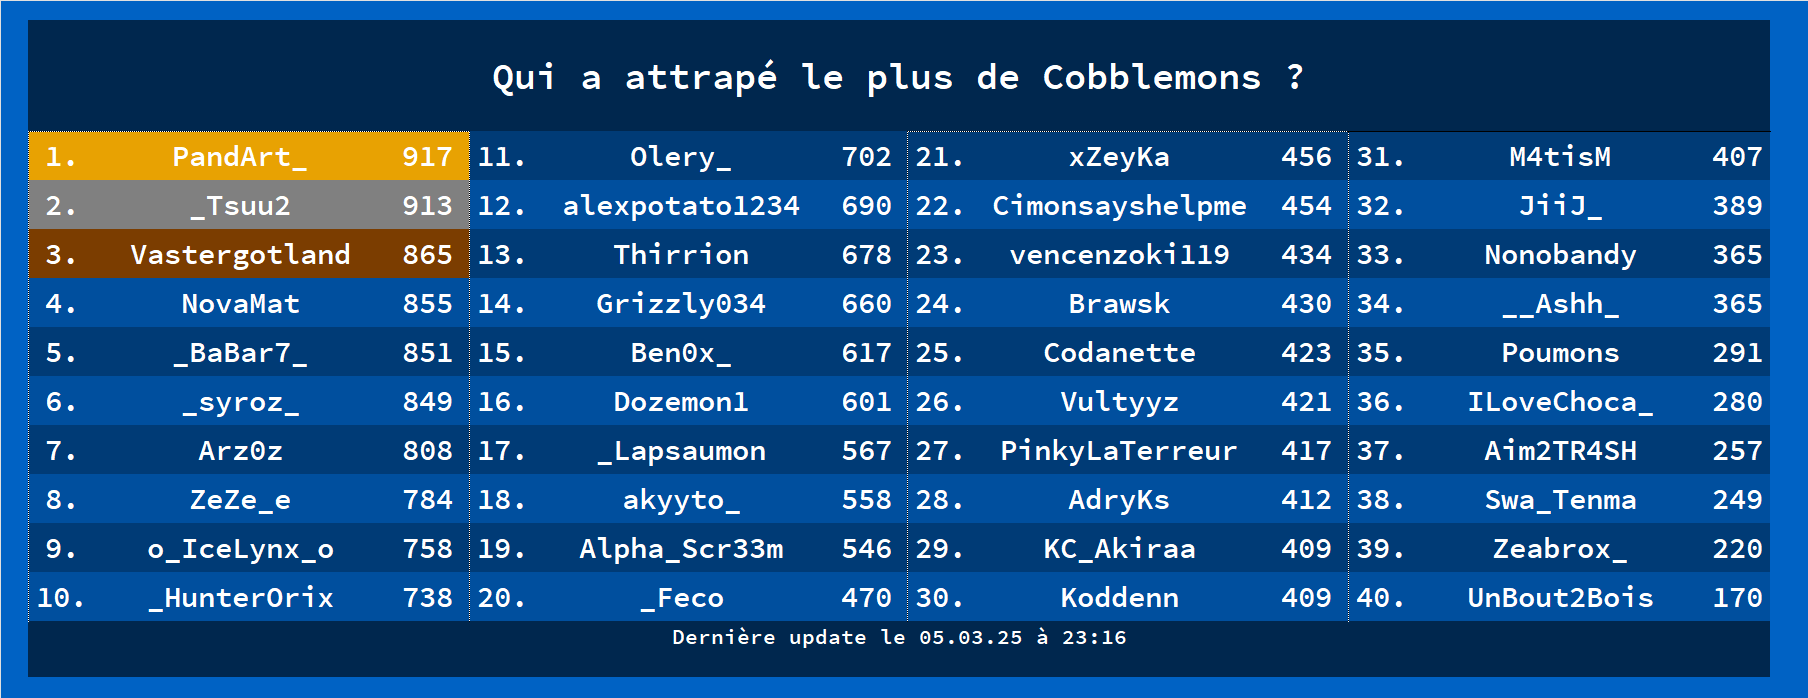 Qui a attrapé le plus de Cobblemons ?
1. PandArt_ 917
2. _Tsuu2 913
3. Vastergotland 865
4. NovaMat 855
5. _BaBar7_ 851
6. _syroz_ 849
7. Arz0z 808
8. ZeZe_e 784
9. o_IceLynx_o 758
10. _HunterOrix 738
11. Olery_ 702
12. alexpotato1234 690
13. Thirrion 678
14. Grizzly034 660
15. Ben0x_ 617
16. Dozemon1 601
17. _Lapsaumon 567
18. akyyto_ 558
19. Alpha_Scr33m 546
20. _Feco 470
21. xZeyKa 456
22. Cimonsayshelpme 454
23. vencenzoki119 434
24. Brawsk 430
25. Codanette 423
26. Vultyyz 421
27. PinkyLaTerreur 417
28. AdryKs 412
29. KC_Akiraa 409
30. Koddenn 409
31. M4tisM 407
32. JiiJ_ 389
33. Nonobandy 365
34. __Ashh_ 365
35. Poumons 291
36. ILoveChoca_ 280
37. Aim2TR4SH 257
38. Swa_Tenma 249
39. Zeabrox_ 220
40. UnBout2Bois 170
Dernière update le 05.03.25 à 23:16